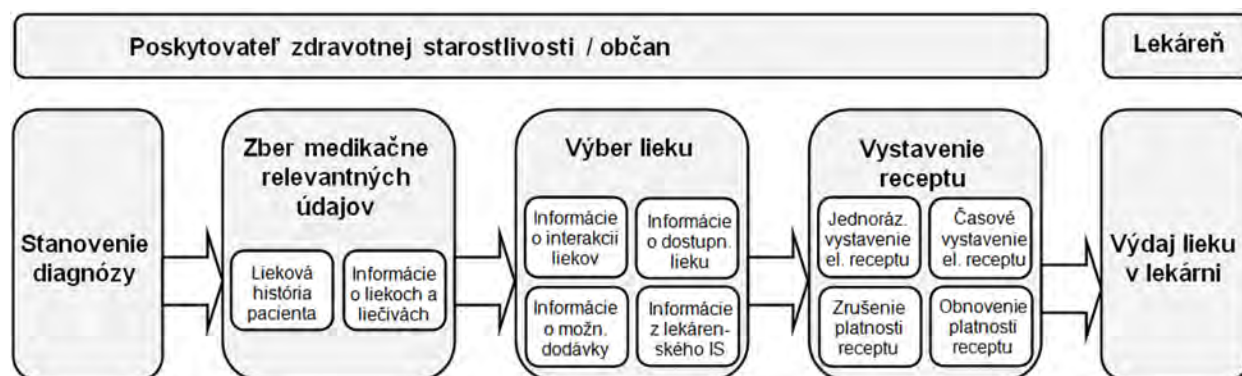 Poskytovateľ zdravotnej starostlivosti / občan
Lekáreň
Stanovenie
diagnózy
Zber medikačne
relevantných
údajov
Lieková
história
pacienta
Informácie
o liekoch a
liečivách
Výber lieku
Informácie
o interakcii
liekov
Informácie
o dostupn.
lieku
Informácie
o možn.
dodávky
Informácie
z lekáren-
ského IS
Vystavenie
receptu
Jednoráz.
vystavenie
el. receptu
Časové
vystavenie
el. receptu
Zrušenie
platnosti
receptu
Obnovenie
platnosti
receptu
Výdaj lieku
v lekárni